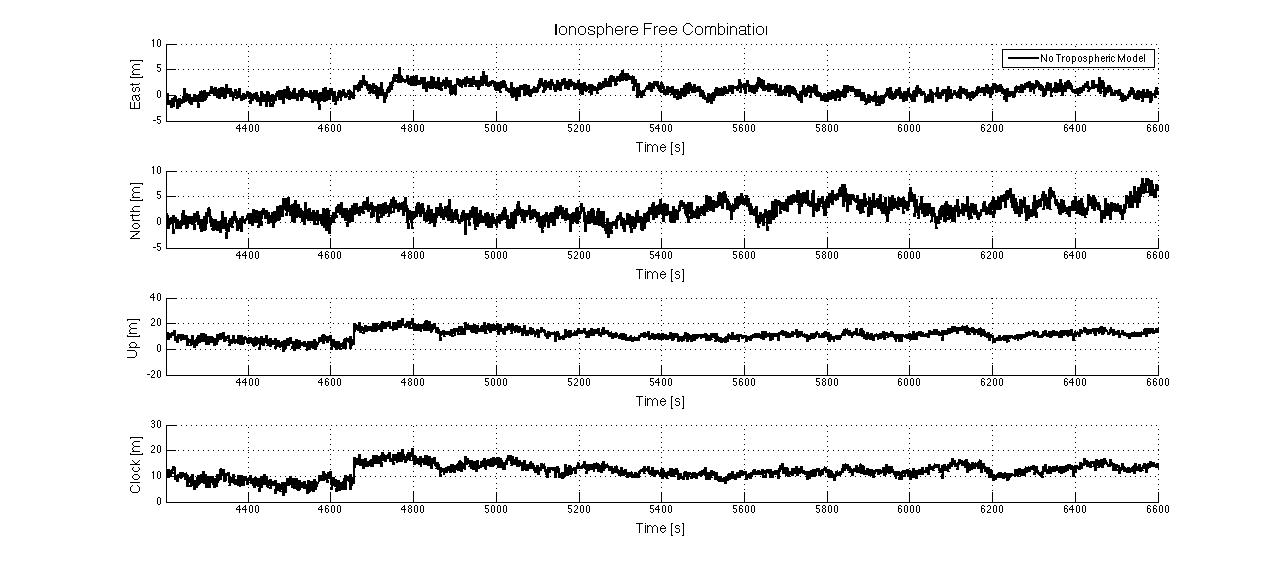 Ionosphere Free Combination
10
5
0
-5
East [m]
No Tropospheric Model
4400 4600 4800 5000 5200 5400 5600 5800 6000 6200 6400 6600
Time [s]
10
5
0
-5
North [m]
4400 4600 4800 5000 5200 5400 5600 5800 6000 6200 6400 6600
Time [s]
40
20
0
-20
Up [m]
4400 4600 4800 5000 5200 5400 5600 5800 6000 6200 6400 6600
Time [s]
30
20
10
0
Clock [m]
4400 4600 4800 5000 5200 5400 5600 5800 6000 6200 6400 6600
Time [s]